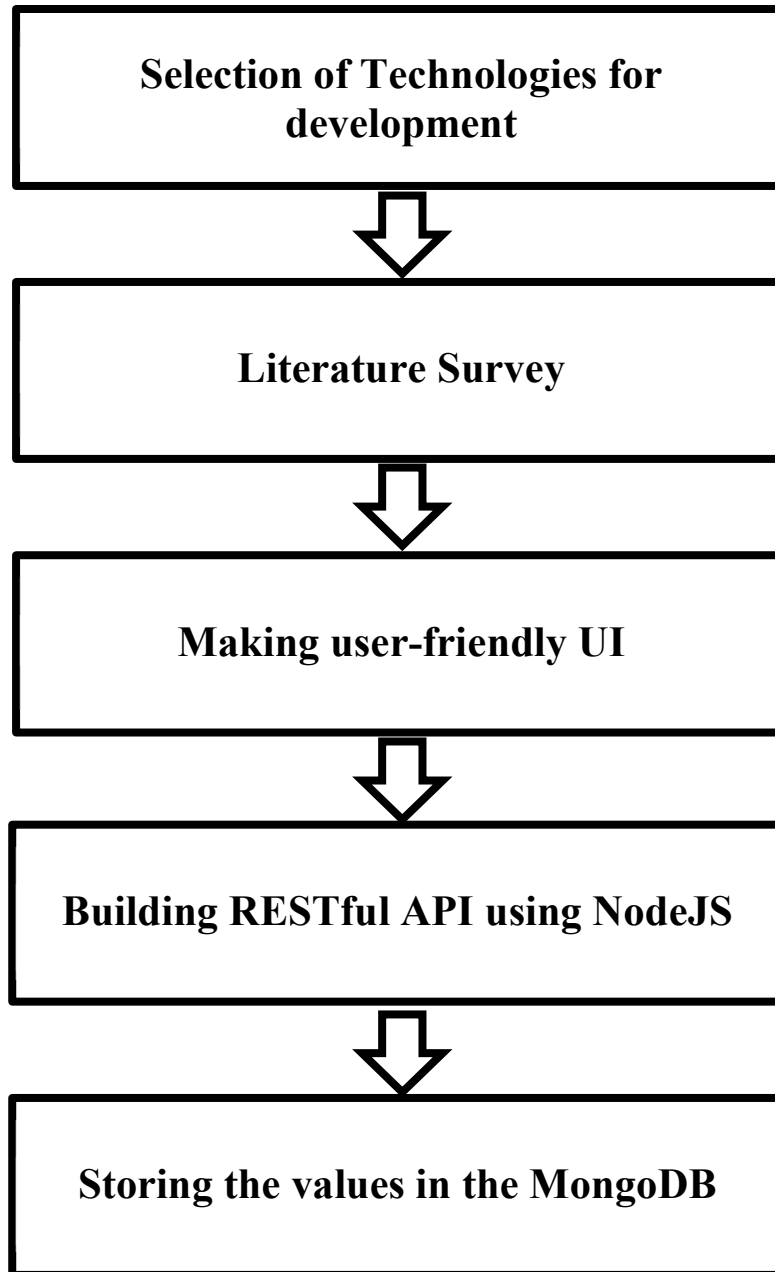 Selection of Technologies for
development
Literature Survey
Making user-friendly UI
Building RESTful API using NodeJS
Storing the values in the MongoDB